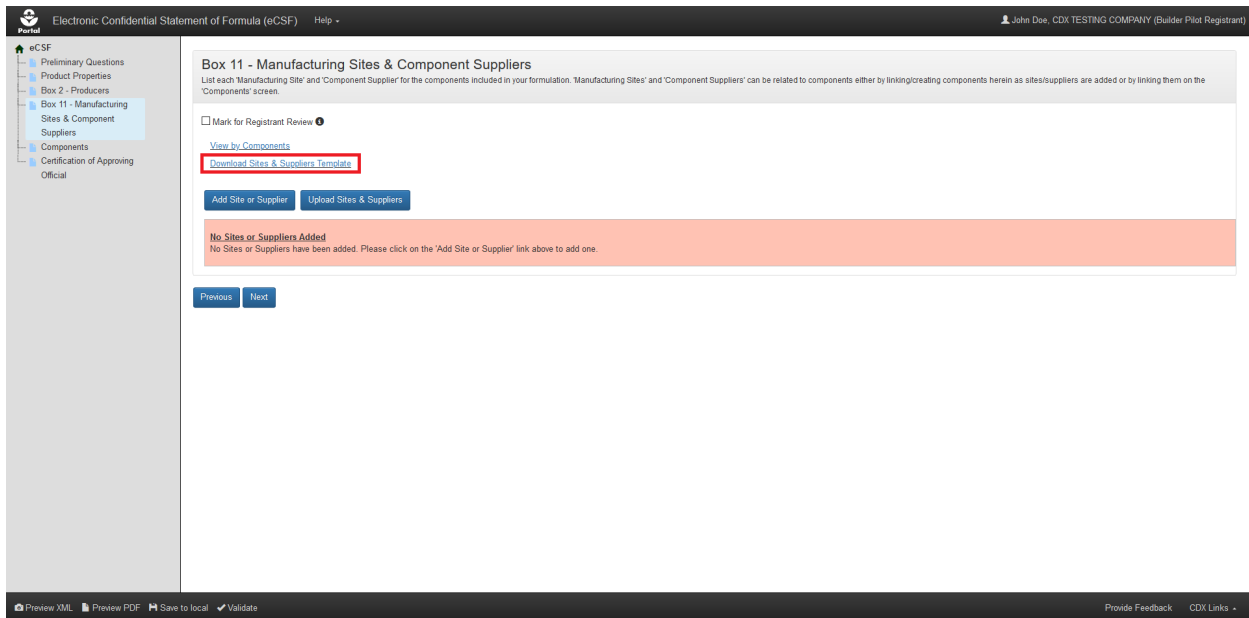 Portal
Electronic Confidential Statement of Formula (eCSF)
Help
John Doe, CDX TESTING COMPANY (Builder Pilot Registrant)
eCSF
Preliminary Questions
Product Properties
Box 2 - Producers
Box 11 - Manufacturing
Sites & Component
Suppliers
Components
Certification of Approving
Official
Box 11 - Manufacturing Sites & Component Suppliers
List each 'Manufacturing Site' and 'Component Supplier' for the components included in your formulation. 'Manufacturing Sites' and 'Component Suppliers' can be related to components either by linking/creating components herein as sites/suppliers are added or by linking them on the
'Components' screen.
Mark for Registrant Review
View by Components
Download Sites & Suppliers Template
Add Site or Supplier
Upload Sites & Suppliers
No Sites or Suppliers Added
No Sites or Suppliers have been added. Please click on the 'Add Site or Supplier' link above to add one.
Previous
Next
Preview XML
Preview PDF
Save to local
Validate
Provide Feedback
CDX Links